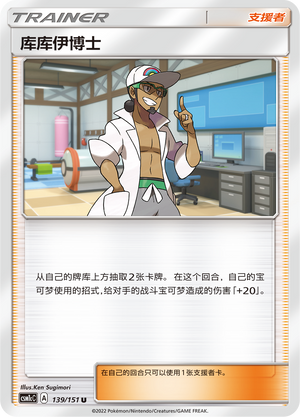 TRAINER 支援者
库库伊博士
从自己的牌库上方抽取2张卡牌。在这个回合，自己的宝
可梦使用的招式，给对手的战斗宝可梦造成的伤害「+20」。
在自己的回合只可以使用1张支援者卡。
Illus.Ken Sugimori
CSM1cC A 139/151 U
©2022 Pokémon/Nintendo/Creatures/GAME FREAK.